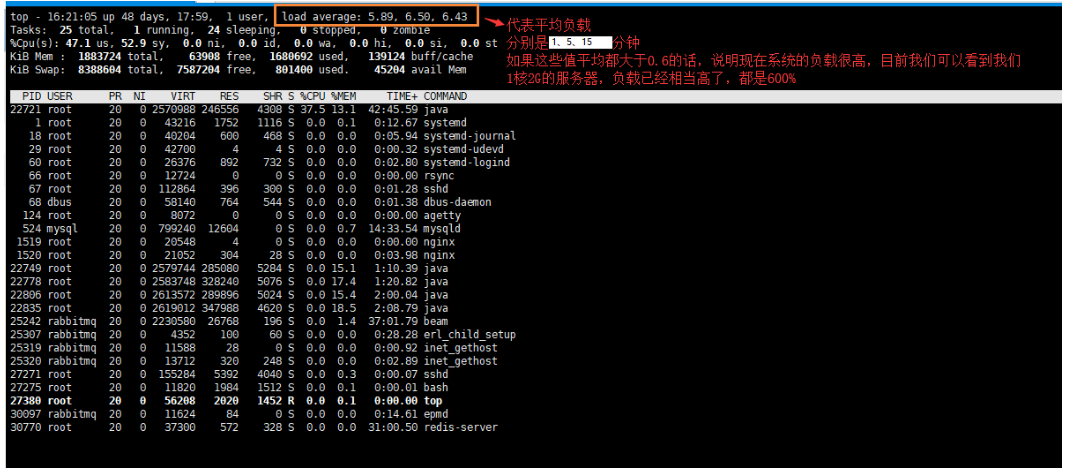 top - 16:21:05 up 48 days, 17:59,  1 user,  load average: 5.89, 6.50, 6.43
Tasks:  25 total,   1 running,  24 sleeping,   0 stopped,   0 zombie
%Cpu(s): 47.1 us, 52.9 sy,  0.0 ni,  0.0 id,  0.0 wa,  0.0 hi,  0.0 si,  0.0 st
KiB Mem :  1883724 total,    63908 free,  1680692 used,   139124 buff/cache
KiB Swap:  8388604 total,  7587204 free,   801400 used.    45204 avail Mem
代表平均负载
分别是1、5、15分钟
如果这些值平均都大于0.6的话，说明现在系统的负载很高，目前我们可以看到我们
1核2G的服务器，负载已经相当高了，都是600%
PID USER PR NI VIRT RES SHR S %CPU %MEM TIME+ COMMAND
22721 root 20 0 2570988 246556 4308 S 37.5 13.1 42:45.59 java
1 root 20 0 43216 1752 1116 S 0.0 0.1 0:12.67 systemd
18 root 20 0 40204 600 468 S 0.0 0.0 0:05.94 systemd-journal
29 root 20 0 42700 4 4 S 0.0 0.0 0:00.32 systemd-udevd
60 root 20 0 26376 892 732 S 0.0 0.0 0:02.80 systemd-logind
66 root 20 0 12724 0 0 S 0.0 0.0 0:00.00 rsync
67 root 20 0 112864 396 300 S 0.0 0.0 0:01.28 sshd
68 dbus 20 0 58140 764 544 S 0.0 0.0 0:01.38 dbus-daemon
124 root 20 0 8072 0 0 S 0.0 0.0 0:00.00 agetty
524 mysql 20 0 799240 12604 0 S 0.0 0.7 14:33.54 mysqld
1519 root 20 0 20548 4 0 S 0.0 0.0 0:00.00 nginx
1520 root 20 0 21052 304 28 S 0.0 0.0 0:03.98 nginx
22749 root 20 0 2579744 285080 5284 S 0.0 15.1 1:10.39 java
22778 root 20 0 2583748 328240 5076 S 0.0 17.4 1:20.82 java
22806 root 20 0 2613572 289896 5024 S 0.0 15.4 2:00.04 java
22835 root 20 0 2619012 347988 4620 S 0.0 18.5 2:08.79 java
25242 rabbitmq 20 0 2230580 26768 196 S 0.0 1.4 37:01.79 beam
25307 rabbitmq 20 0 4352 100 60 S 0.0 0.0 0:28.28 erl_child_setup
25319 rabbitmq 20 0 11588 28 0 S 0.0 0.0 0:00.92 inet_gethost
25320 rabbitmq 20 0 13712 320 248 S 0.0 0.0 0:02.89 inet_gethost
27271 root 20 0 155284 5392 4040 S 0.0 0.3 0:00.07 sshd
27275 root 20 0 11820 1984 1512 S 0.0 0.1 0:00.01 bash
27380 root 20 0 56208 2020 1452 R 0.0 0.1 0:00.00 top
30097 rabbitmq 20 0 11624 84 0 S 0.0 0.0 0:14.61 epmd
30770 root 20 0 37300 572 328 S 0.0 0.0 31:00.50 redis-server